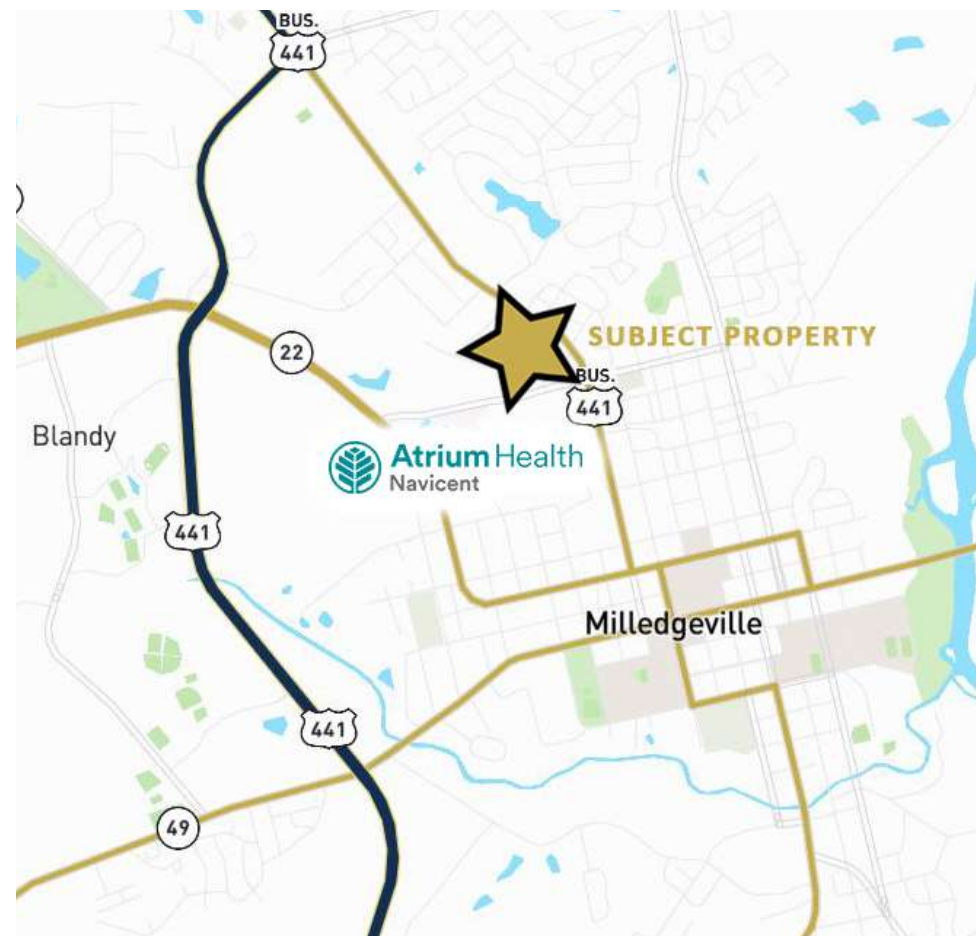 BUS.
441
SUBJECT PROPERTY
22
BUS.
441
Blandy
Atrium Health
Navicent
441
Milledgeville
441
49